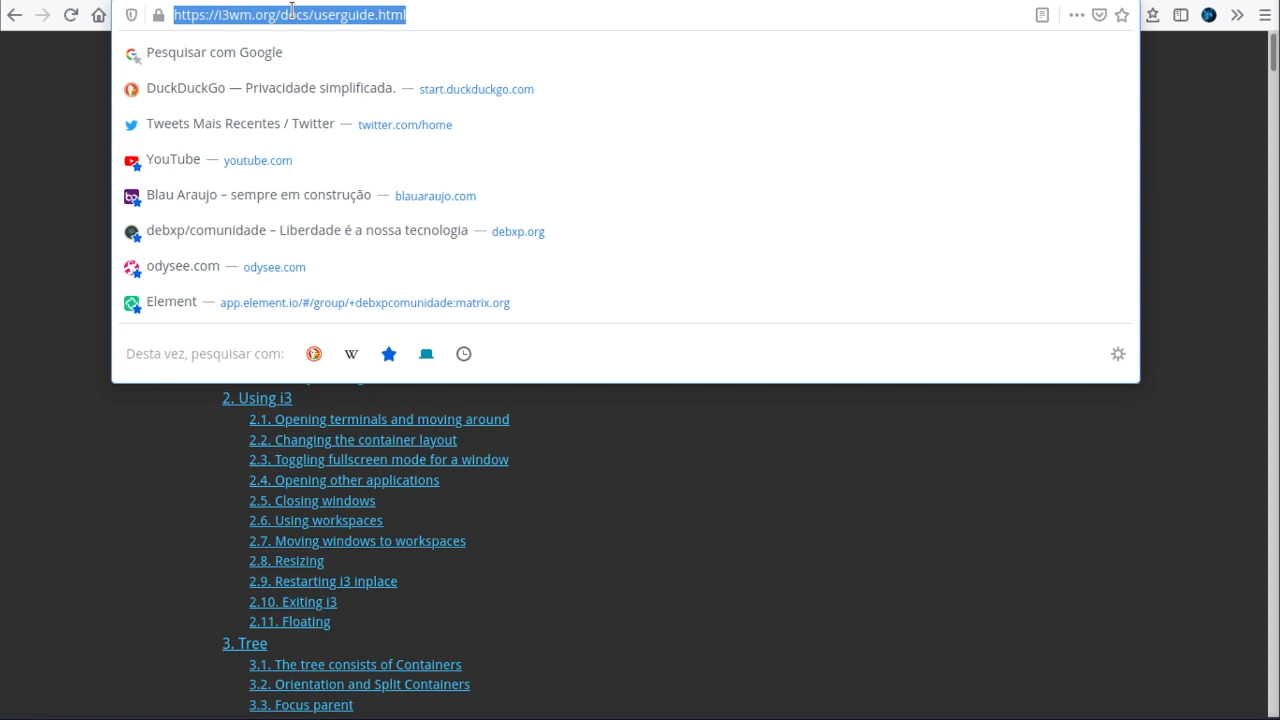 https://i3wm.org/docs/userguide.html
Pesquisar com Google
DuckDuckGo — Privacidade simplificada. — start.duckduckgo.com
Tweets Mais Recentes / Twitter — twitter.com/home
YouTube — youtube.com
Blau Araujo – sempre em construção — blauaraujo.com
debxp/comunidade – Liberdade é a nossa tecnologia — debxp.org
odysee.com — odysee.com
Element — app.element.io/#/group/+debxpcomunidade:matrix.org
Desta vez, pesquisar com: W
2. Using i3
2.1. Opening terminals and moving around
2.2. Changing the container layout
2.3. Toggling fullscreen mode for a window
2.4. Opening other applications
2.5. Closing windows
2.6. Using workspaces
2.7. Moving windows to workspaces
2.8. Resizing
2.9. Restarting i3 inplace
2.10. Exiting i3
2.11. Floating
3. Tree
3.1. The tree consists of Containers
3.2. Orientation and Split Containers
3.3. Focus parent